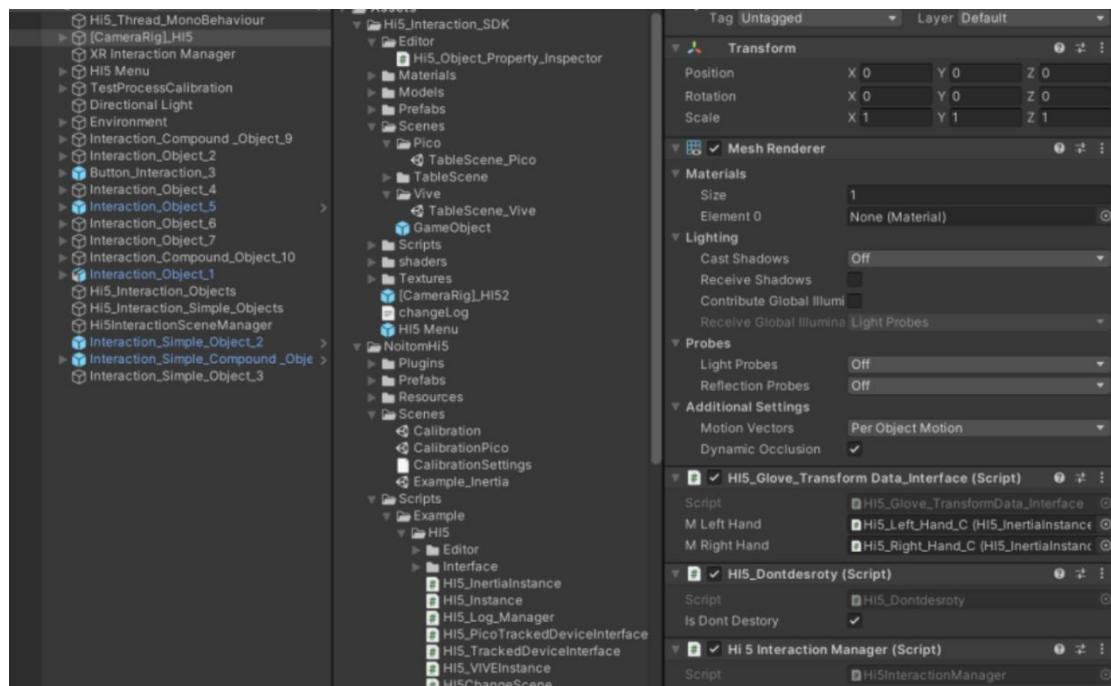 Hi5_Thread_MonoBehaviour
[CameraRig]_HI5
XR Interaction Manager
HI5 Menu
TestProcessCalibration
Directional Light
Environment
Interaction_Compound _Object_9
Interaction_Object_2
Button_Interaction_3
Interaction_Object_4
Interaction_Object_5
Interaction_Object_6
Interaction_Object_7
Interaction_Compound_Object_10
Interaction_Object_1
Hi5_Interaction_Objects
Hi5_Interaction_Simple_Objects
Hi5InteractionSceneManager
Interaction_Simple_Object_2
Interaction_Simple_Compound _Obje
Interaction_Simple_Object_3
Assets
Hi5_Interaction_SDK
Editor
Hi5_Object_Property_Inspector
Materials
Models
Prefabs
Scenes
Pico
TableScene_Pico
TableScene
Vive
TableScene_Vive
GameObject
Scripts
shaders
Textures
[CameraRig]_HI52
changeLog
HI5 Menu
NoitomHi5
Plugins
Prefabs
Resources
Scenes
Calibration
CalibrationPico
CalibrationSettings
Example_Inertia
Scripts
Example
HI5
Editor
Interface
HI5_InertiaInstance
HI5_Instance
HI5_Log_Manager
HI5_PicoTrackedDeviceInterface
HI5_TrackedDeviceInterface
HI5_VIVEInstance
HI5ChangeScene
Tag Untagged Layer Default
Transform
Position X 0 Y 0 Z 0
Rotation X 0 Y 0 Z 0
Scale X 1 Y 1 Z 1
Mesh Renderer
Materials
Size 1
Element 0 None (Material)
Lighting
Cast Shadows Off
Receive Shadows
Contribute Global Illumi
Receive Global Illumina Light Probes
Probes
Light Probes Off
Reflection Probes Off
Additional Settings
Motion Vectors Per Object Motion
Dynamic Occlusion
HI5_Glove_Transform Data_Interface (Script)
Script HI5_Glove_TransformData_Interface
M Left Hand Hi5_Left_Hand_C (HI5_InertiaInstance
M Right Hand Hi5_Right_Hand_C (HI5_InertiaInstanc
HI5_Dontdesroty (Script)
Script HI5_Dontdesroty
Is Dont Destory
Hi 5 Interaction Manager (Script)
Script Hi5InteractionManager